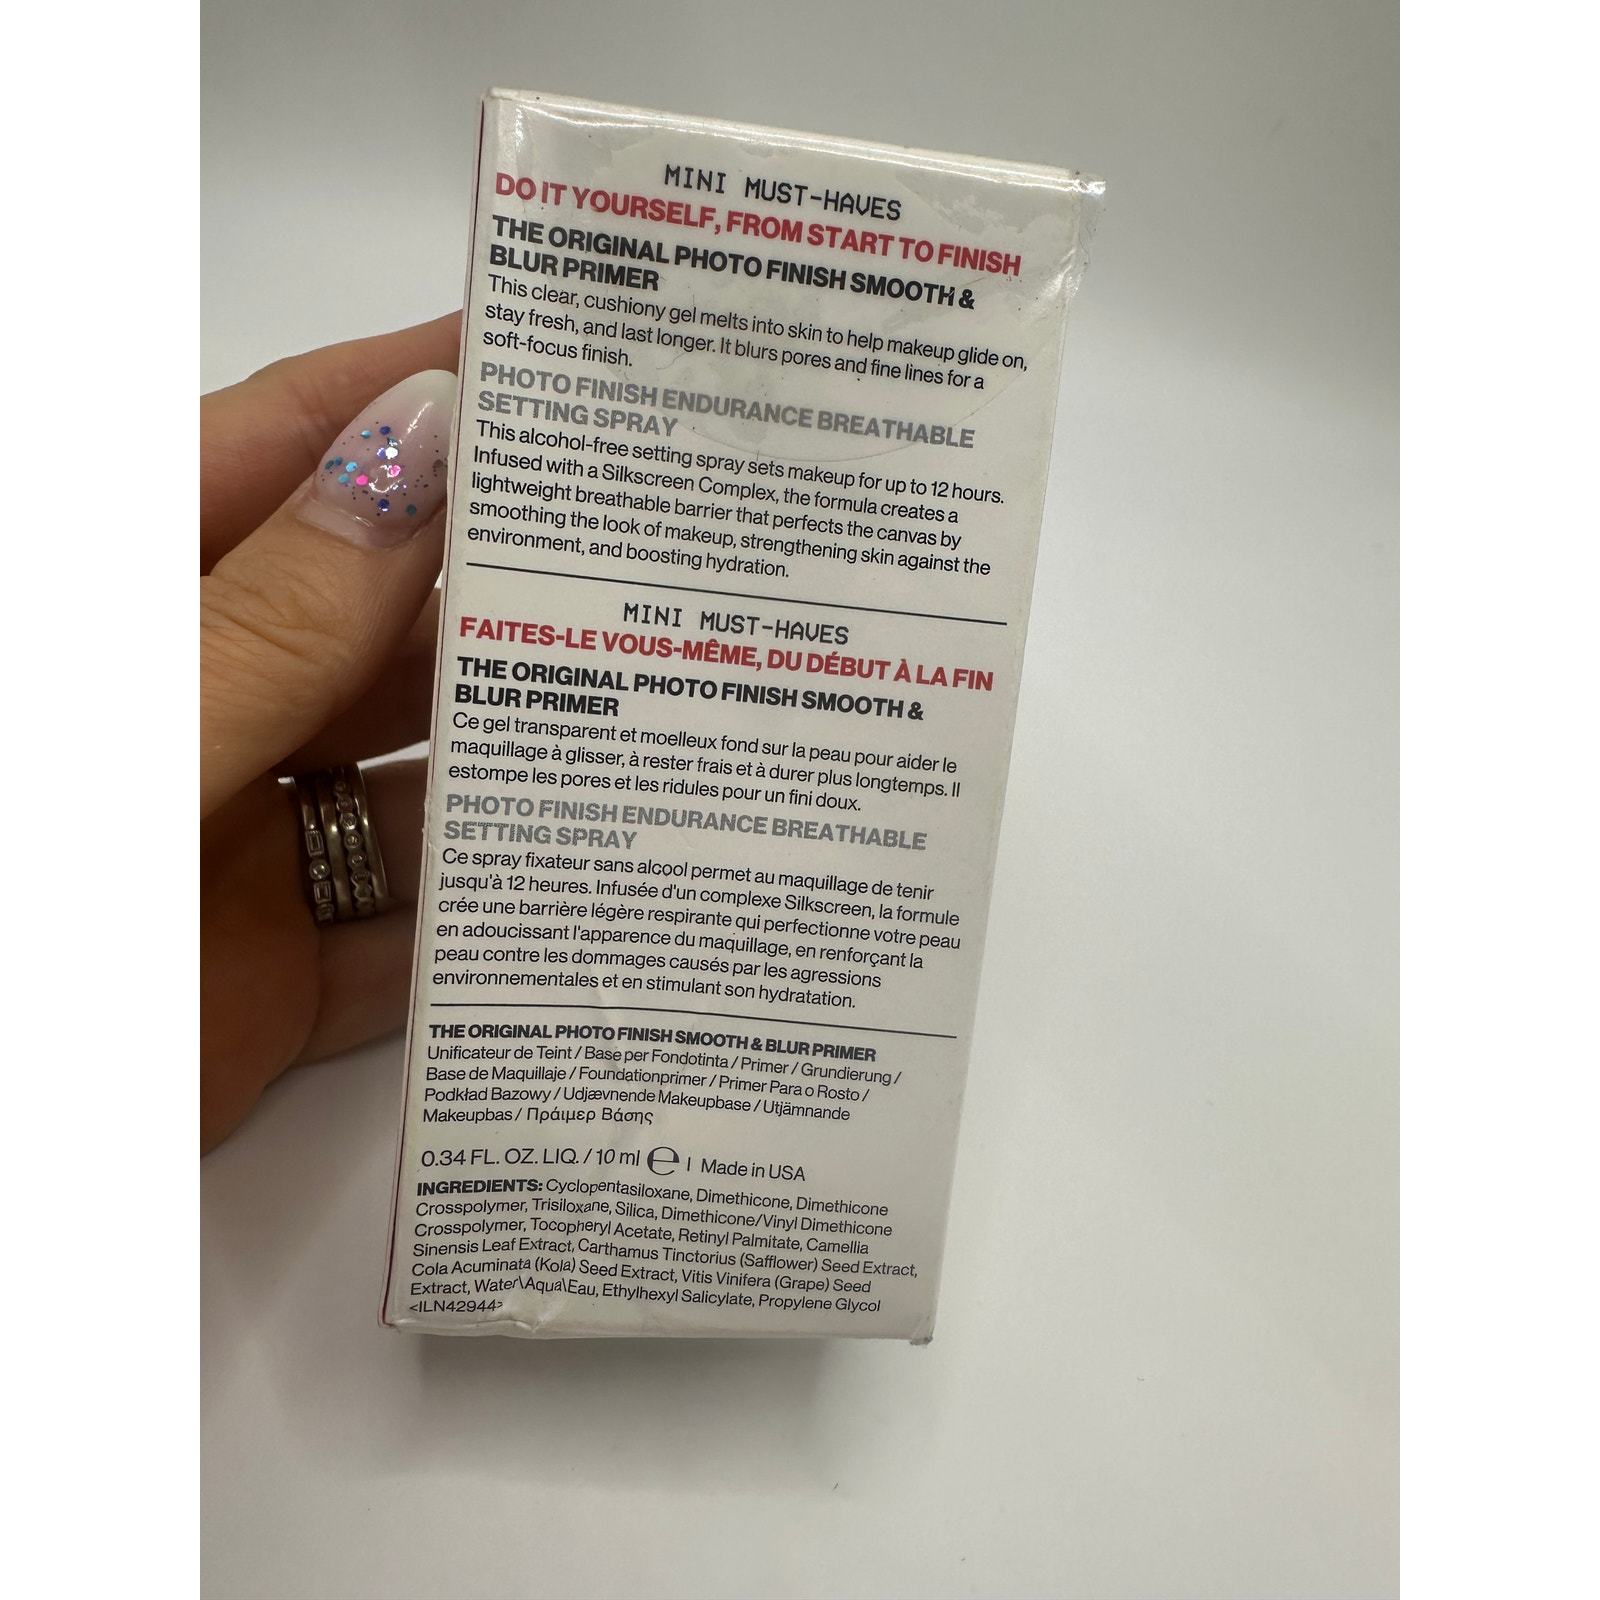 MINI MUST-HAVES
DO IT YOURSELF, FROM START TO FINISH
THE ORIGINAL PHOTO FINISH SMOOTH &
BLUR PRIMER
This clear, cushiony gel melts into skin to help makeup glide on,
stay fresh, and last longer. It blurs pores and fine lines for a
soft-focus finish.
PHOTO FINISH ENDURANCE BREATHABLE
SETTING SPRAY
This alcohol-free setting spray sets makeup for up to 12 hours.
Infused with a Silkscreen Complex, the formula creates a
lightweight breathable barrier that perfects the canvas by
smoothing the look of makeup, strengthening skin against the
environment, and boosting hydration.
MINI MUST-HAVES
FAITES-LE VOUS-MÊME, DU DÉBUT À LA FIN
THE ORIGINAL PHOTO FINISH SMOOTH &
BLUR PRIMER
Ce gel transparent et moelleux fond sur la peau pour aider le
maquillage à glisser, à rester frais et à durer plus longtemps. Il
estompe les pores et les ridules pour un fini doux.
PHOTO FINISH ENDURANCE BREATHABLE
SETTING SPRAY
Ce spray fixateur sans alcool permet au maquillage de tenir
jusqu'à 12 heures. Infusée d'un complexe Silkscreen, la formule
crée une barrière légère respirante qui perfectionne votre peau
en adoucissant l'apparence du maquillage, en renforçant la
peau contre les dommages causés par les agressions
environnementales et en stimulant son hydratation.
THE ORIGINAL PHOTO FINISH SMOOTH & BLUR PRIMER
Unificateur de Teint / Base per Fondotinta / Primer / Grundierung /
Base de Maquillaje / Foundationprimer / Primer Para o Rosto /
Podkład Bazowy / Udjævnende Makeupbase / Utjämnande
Makeupbas / Πράιμερ Βάσης
0.34 FL. OZ. LIQ. / 10 ml ℮ | Made in USA
INGREDIENTS: Cyclopentasiloxane, Dimethicone, Dimethicone
Crosspolymer, Trisiloxane, Silica, Dimethicone/Vinyl Dimethicone
Crosspolymer, Tocopheryl Acetate, Retinyl Palmitate, Camellia
Sinensis Leaf Extract, Carthamus Tinctorius (Safflower) Seed Extract,
Cola Acuminata (Kola) Seed Extract, Vitis Vinifera (Grape) Seed
Extract, Water\Aqua\Eau, Ethylhexyl Salicylate, Propylene Glycol
<ILN42944>